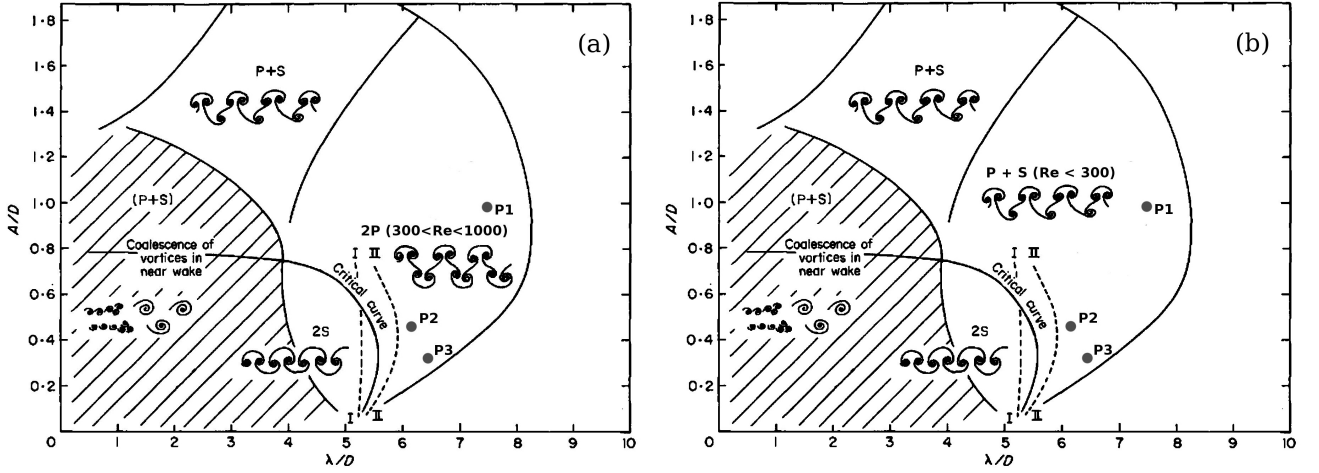 (a)
A/D
1·8
1·6
1·4
1·2
1·0
0·8
0·6
0·4
0·2
0
P+S
(P+S)
P1
2P (300<Re<1000)
Coalescence of
vortices in
near wake
I II
Critical curve
P2
2S
P3
I II
0 1 2 3 4 5 6 7 8 9 10
λ/D
(b)
A/D
1·8
1·6
1·4
1·2
1·0
0·8
0·6
0·4
0·2
0
P+S
P + S (Re < 300)
(P+S)
P1
Coalescence of
vortices in
near wake
I II
Critical curve
P2
2S
P3
I II
0 1 2 3 4 5 6 7 8 9 10
λ/D